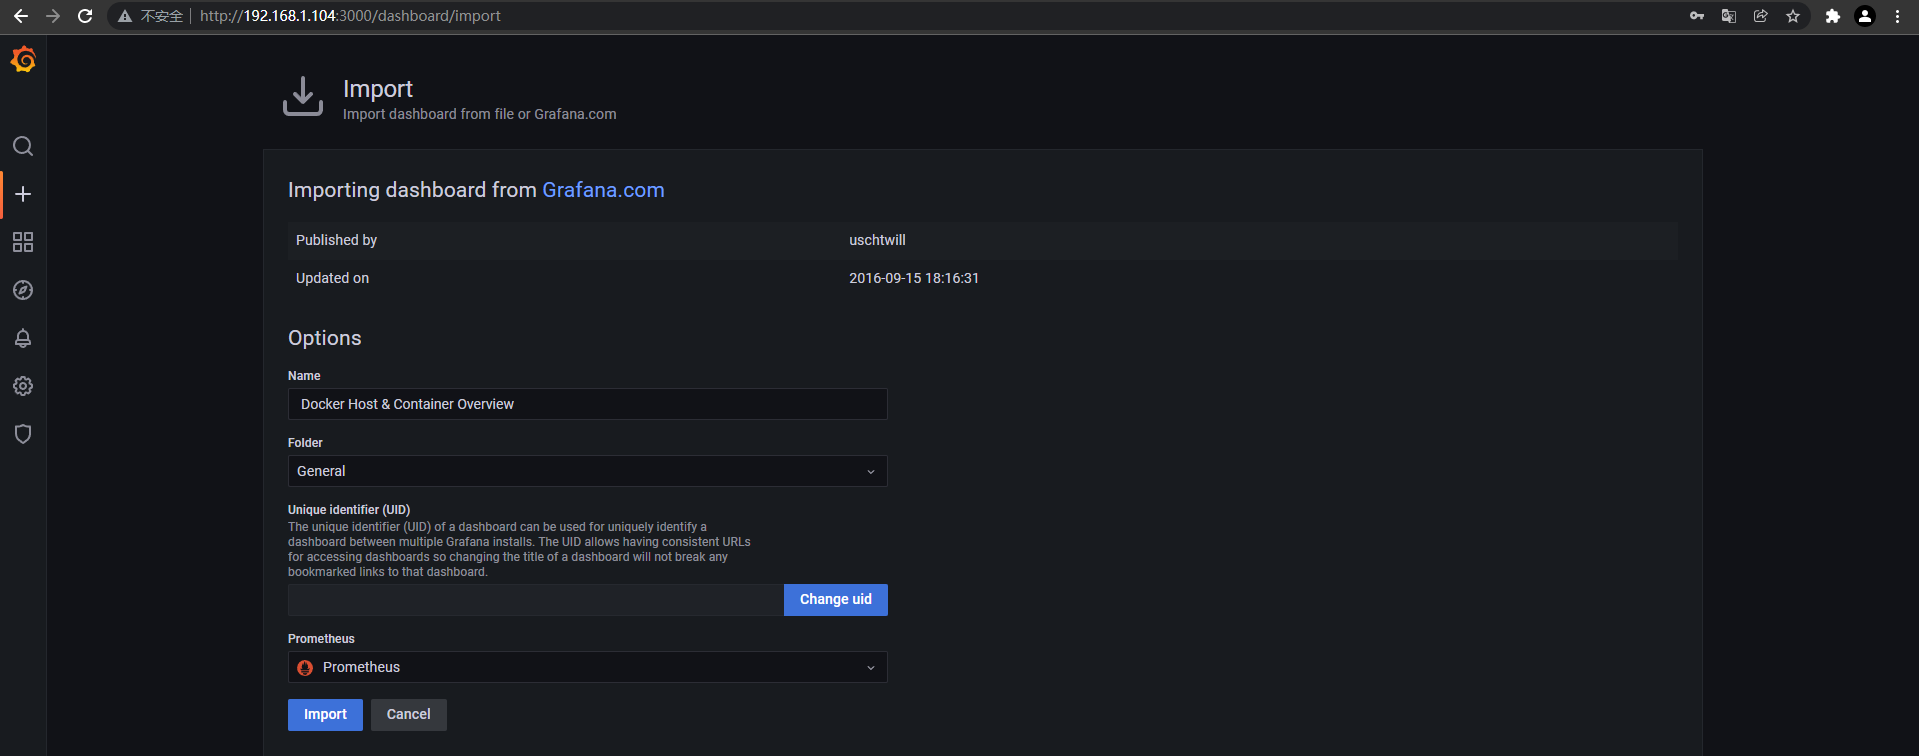 不安全 http://192.168.1.104:3000/dashboard/import
Import
Import dashboard from file or Grafana.com
Importing dashboard from Grafana.com
Published by uschtwill
Updated on 2016-09-15 18:16:31
Options
Name
Docker Host & Container Overview
Folder
General
Unique identifier (UID)
The unique identifier (UID) of a dashboard can be used for uniquely identify a
dashboard between multiple Grafana installs. The UID allows having consistent URLs
for accessing dashboards so changing the title of a dashboard will not break any
bookmarked links to that dashboard.
Change uid
Prometheus
Prometheus
Import Cancel